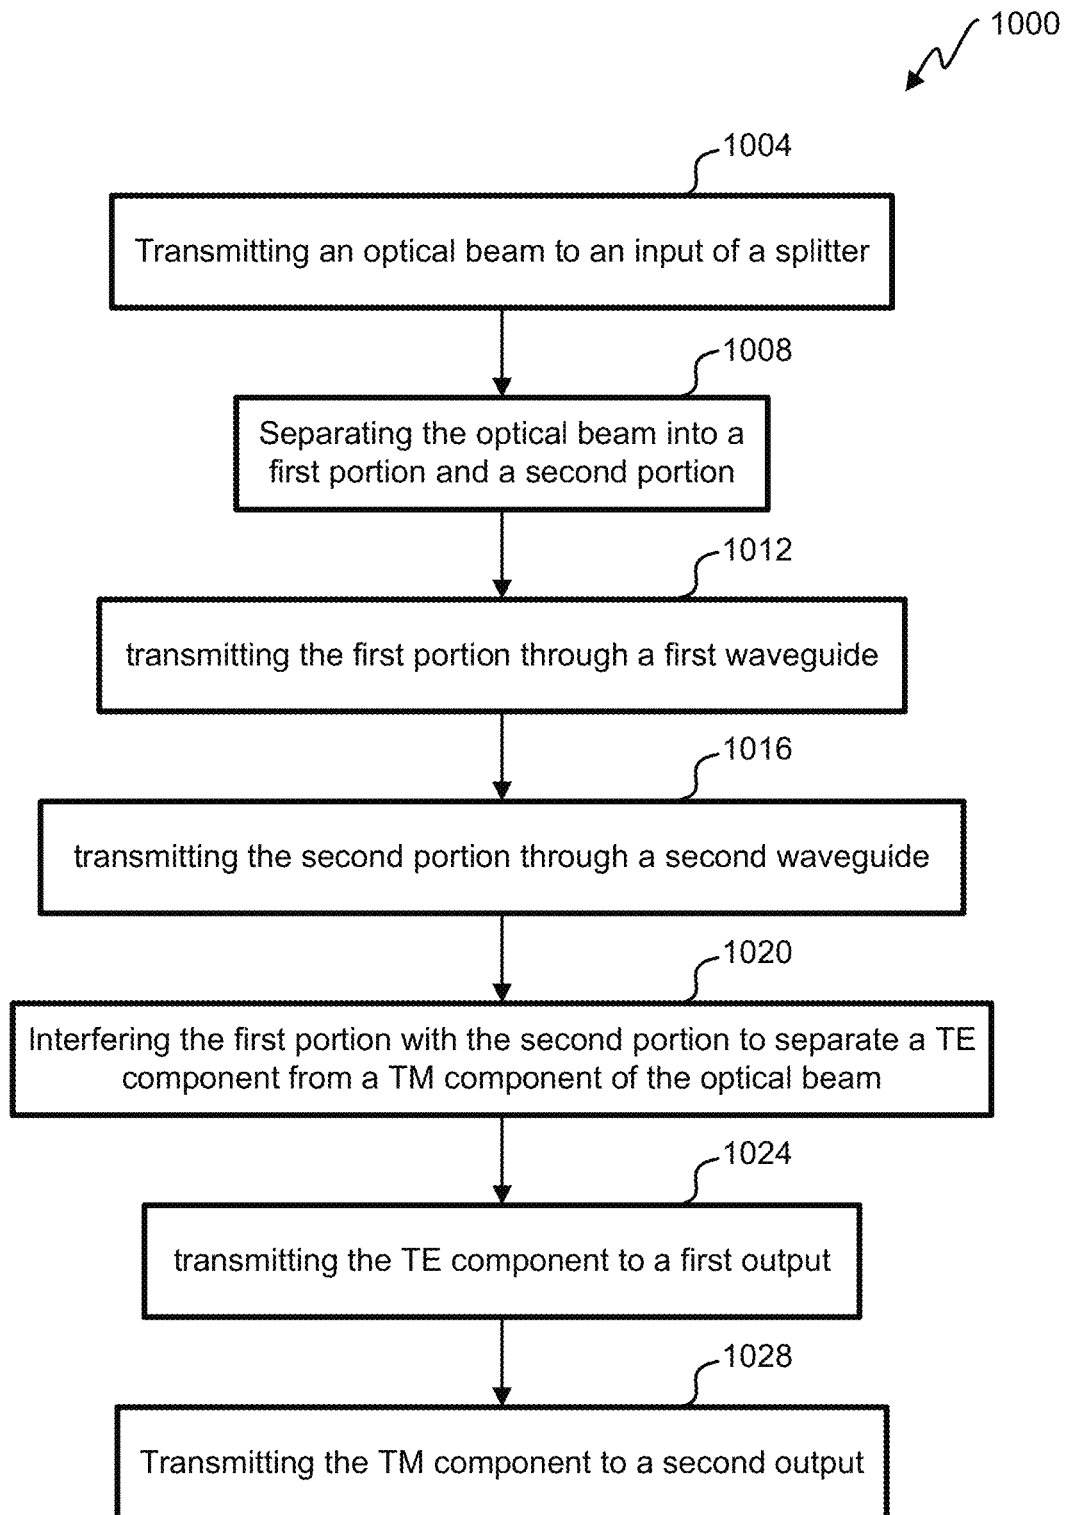 1000
1004
Transmitting an optical beam to an input of a splitter
1008
Separating the optical beam into a
first portion and a second portion
1012
transmitting the first portion through a first waveguide
1016
transmitting the second portion through a second waveguide
1020
Interfering the first portion with the second portion to separate a TE
component from a TM component of the optical beam
1024
transmitting the TE component to a first output
1028
Transmitting the TM component to a second output